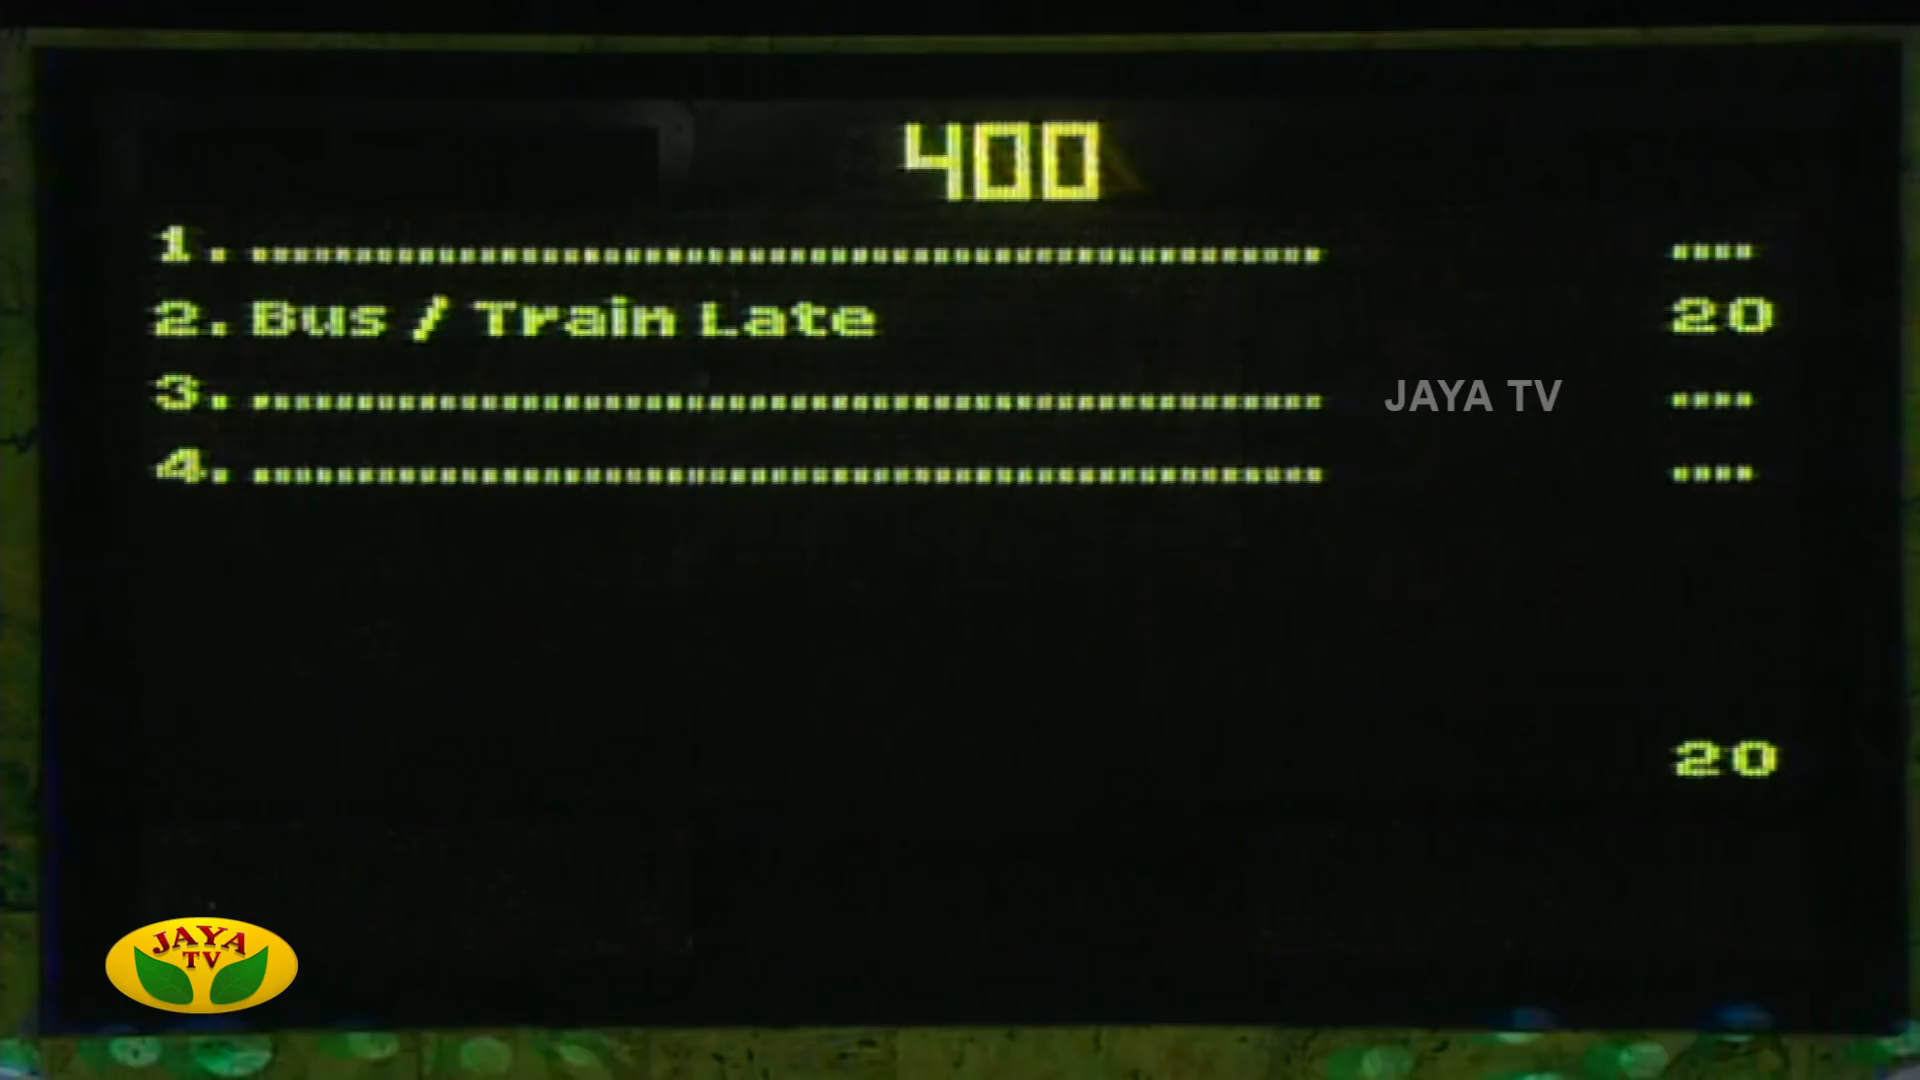 400
1. .................................................... ----
2. Bus / Train Late 20
3. .................................................... ----
JAYA TV
4. .................................................... ----
20
JAYA
TV